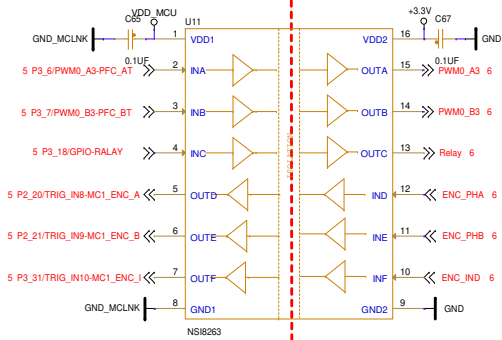 C65 VDD_MCU U11 +3.3V C67
GND_MCLNK 1 VDD1 VDD2 16 GND
0.1UF 0.1UF
5 P3_6/PWM0_A3-PFC_AT 2 INA OUTA 15 PWM0_A3 6
5 P3_7/PWM0_B3-PFC_BT 3 INB OUTB 14 PWM0_B3 6
5 P3_18/GPIO-RALAY 4 INC OUTC 13 Relay 6
5 P2_20/TRIG_IN8-MC1_ENC_A 5 OUTD IND 12 ENC_PHA 6
5 P2_21/TRIG_IN9-MC1_ENC_B 6 OUTE INE 11 ENC_PHB 6
5 P3_31/TRIG_IN10-MC1_ENC_I 7 OUTF INF 10 ENC_IND 6
GND_MCLNK 8 GND1 GND2 9 GND
NSI8263